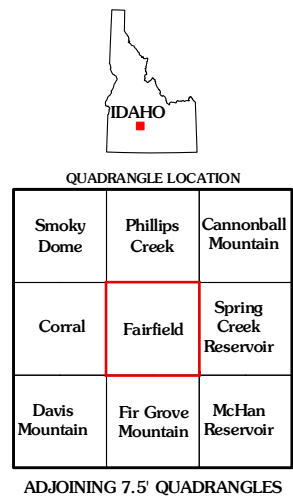 IDAHO
QUADRANGLE LOCATION
Smoky
Dome
Phillips
Creek
Cannonball
Mountain
Corral
Fairfield
Spring
Creek
Reservoir
Davis
Mountain
Fir Grove
Mountain
McHan
Reservoir
ADJOINING 7.5' QUADRANGLES